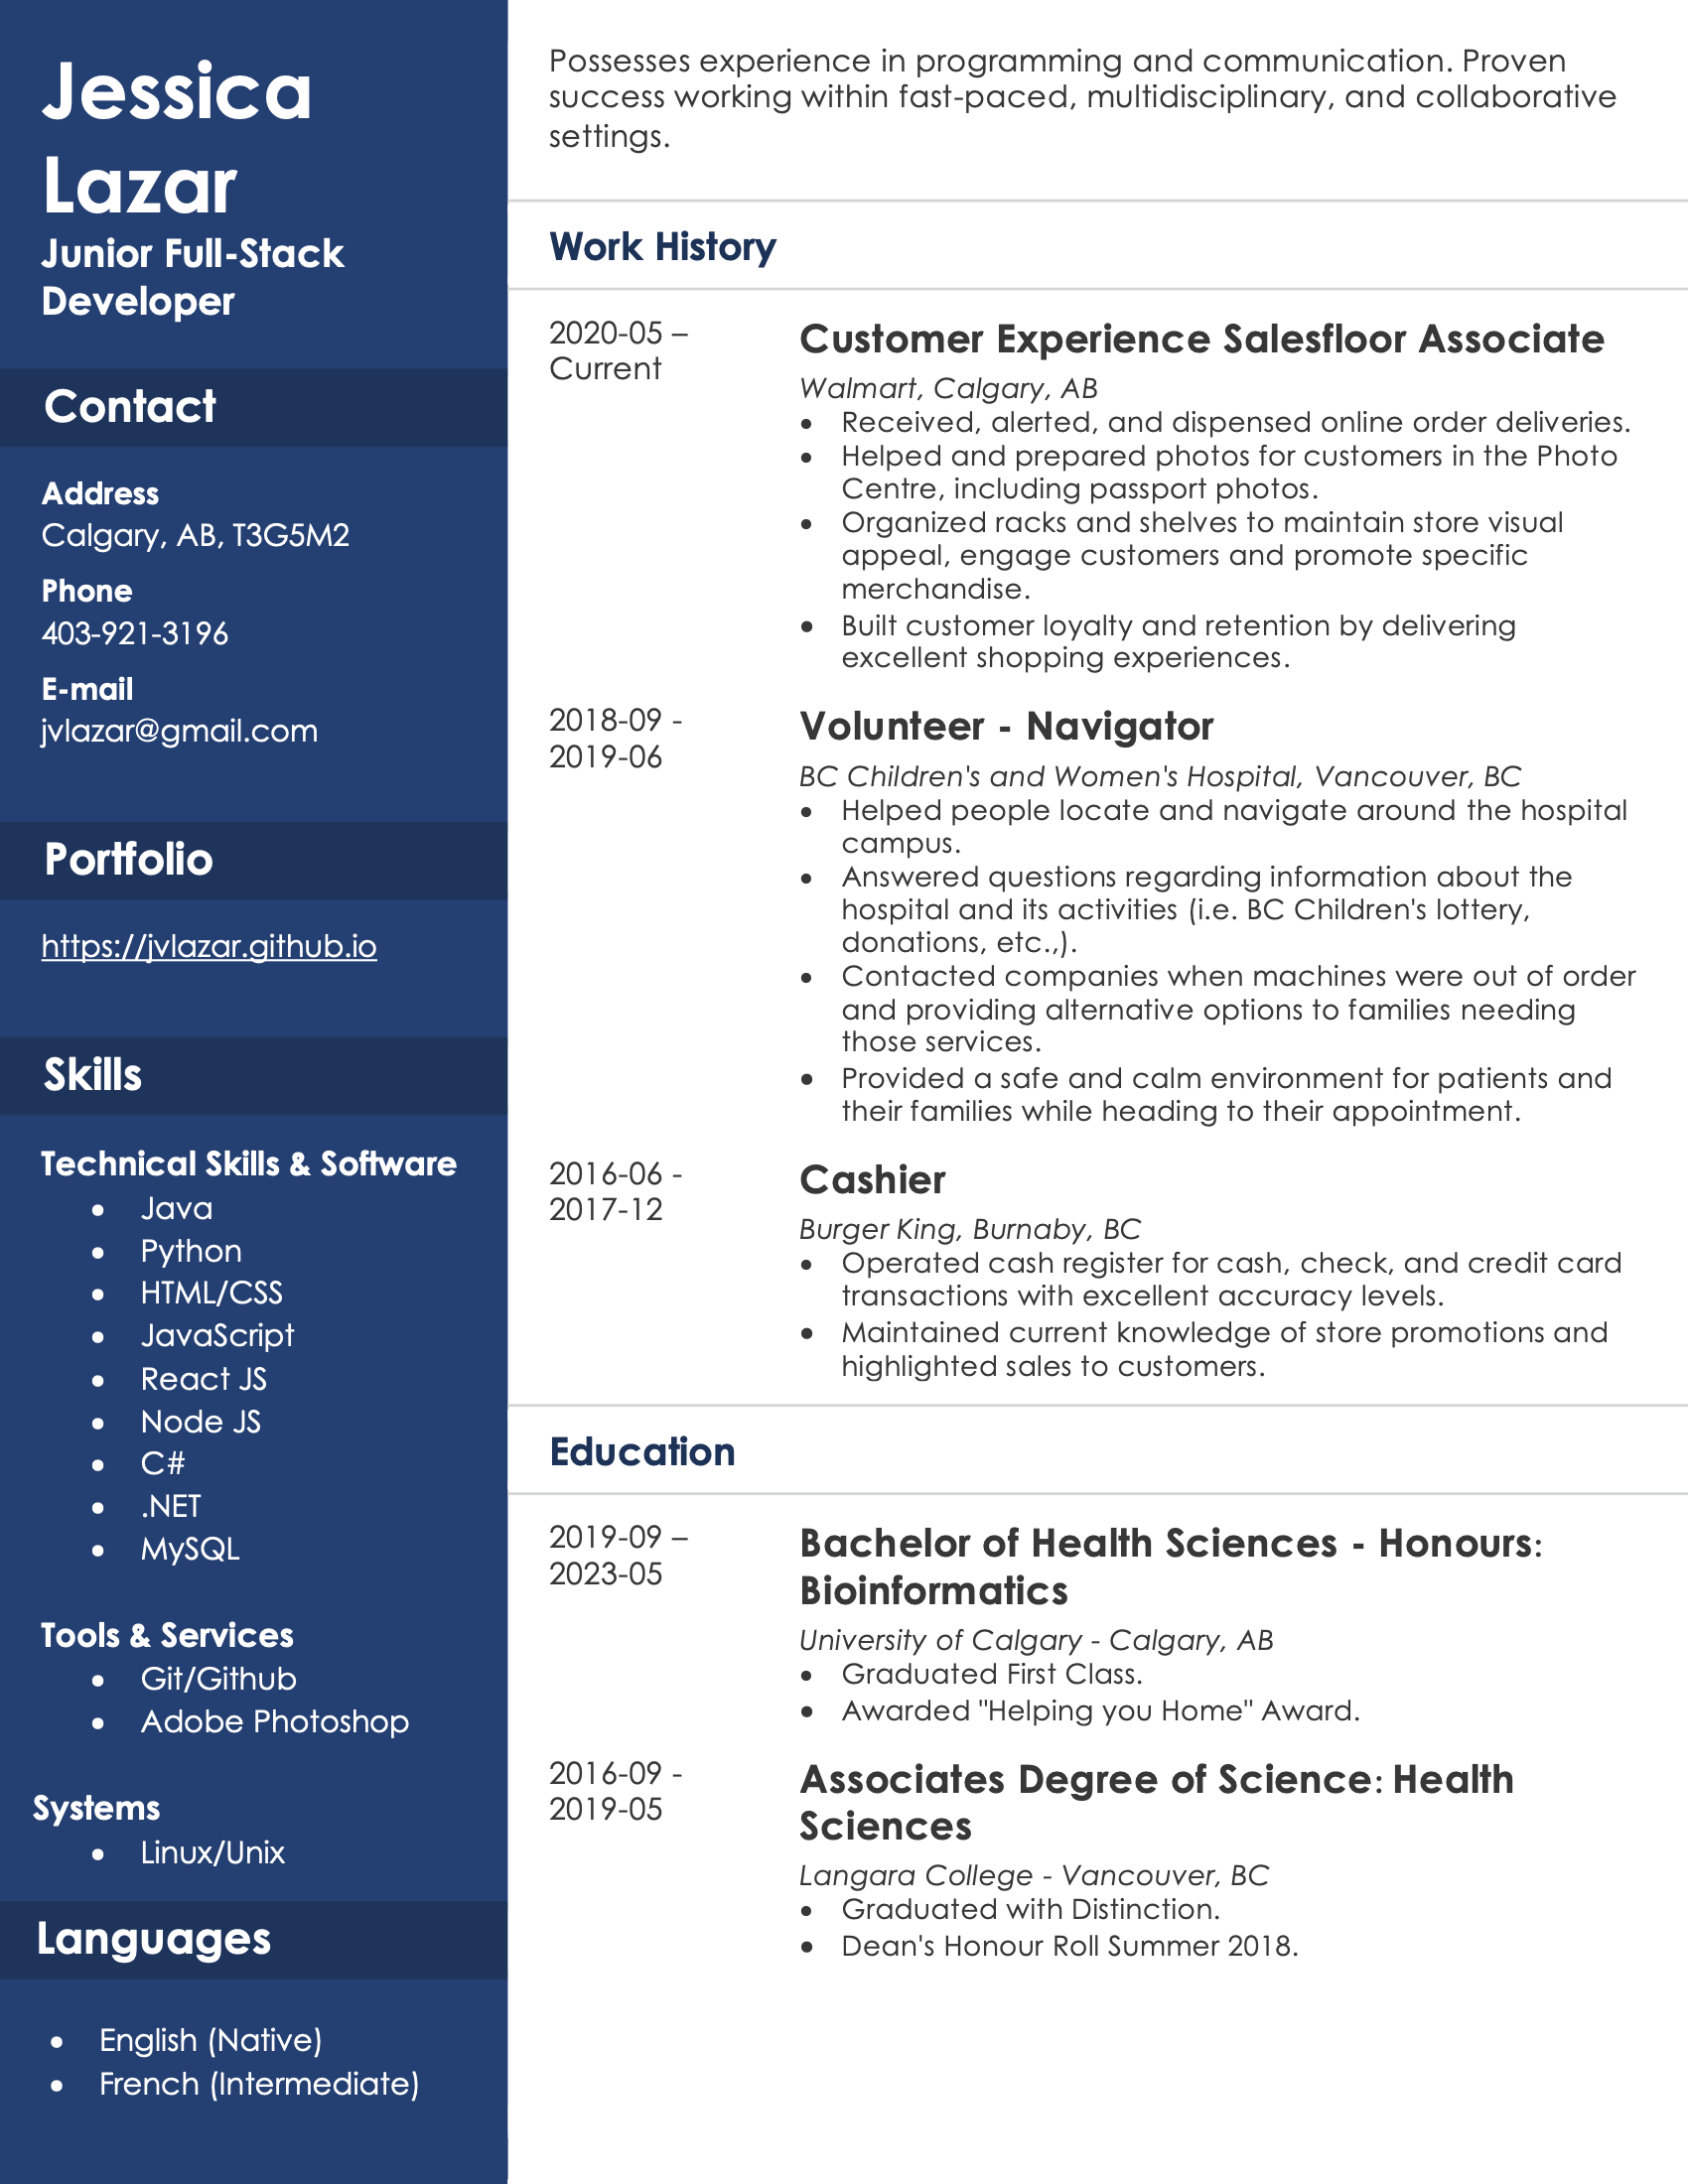 Jessica
Lazar
Junior Full-Stack
Developer
Contact
Address
Calgary, AB, T3G5M2
Phone
403-921-3196
E-mail
jvlazar@gmail.com
Portfolio
https://jvlazar.github.io
Skills
Technical Skills & Software
• Java
• Python
• HTML/CSS
• JavaScript
• React JS
• Node JS
• C#
• .NET
• MySQL
Tools & Services
• Git/Github
• Adobe Photoshop
Systems
• Linux/Unix
Languages
• English (Native)
• French (Intermediate)
Possesses experience in programming and communication. Proven
success working within fast-paced, multidisciplinary, and collaborative
settings.
Work History
2020-05 –
Current
Customer Experience Salesfloor Associate
Walmart, Calgary, AB
• Received, alerted, and dispensed online order deliveries.
• Helped and prepared photos for customers in the Photo
Centre, including passport photos.
• Organized racks and shelves to maintain store visual
appeal, engage customers and promote specific
merchandise.
• Built customer loyalty and retention by delivering
excellent shopping experiences.
2018-09 -
2019-06
Volunteer - Navigator
BC Children's and Women's Hospital, Vancouver, BC
• Helped people locate and navigate around the hospital
campus.
• Answered questions regarding information about the
hospital and its activities (i.e. BC Children's lottery,
donations, etc.,).
• Contacted companies when machines were out of order
and providing alternative options to families needing
those services.
• Provided a safe and calm environment for patients and
their families while heading to their appointment.
2016-06 -
2017-12
Cashier
Burger King, Burnaby, BC
• Operated cash register for cash, check, and credit card
transactions with excellent accuracy levels.
• Maintained current knowledge of store promotions and
highlighted sales to customers.
Education
2019-09 –
2023-05
Bachelor of Health Sciences - Honours:
Bioinformatics
University of Calgary - Calgary, AB
• Graduated First Class.
• Awarded "Helping you Home" Award.
2016-09 -
2019-05
Associates Degree of Science: Health
Sciences
Langara College - Vancouver, BC
• Graduated with Distinction.
• Dean's Honour Roll Summer 2018.